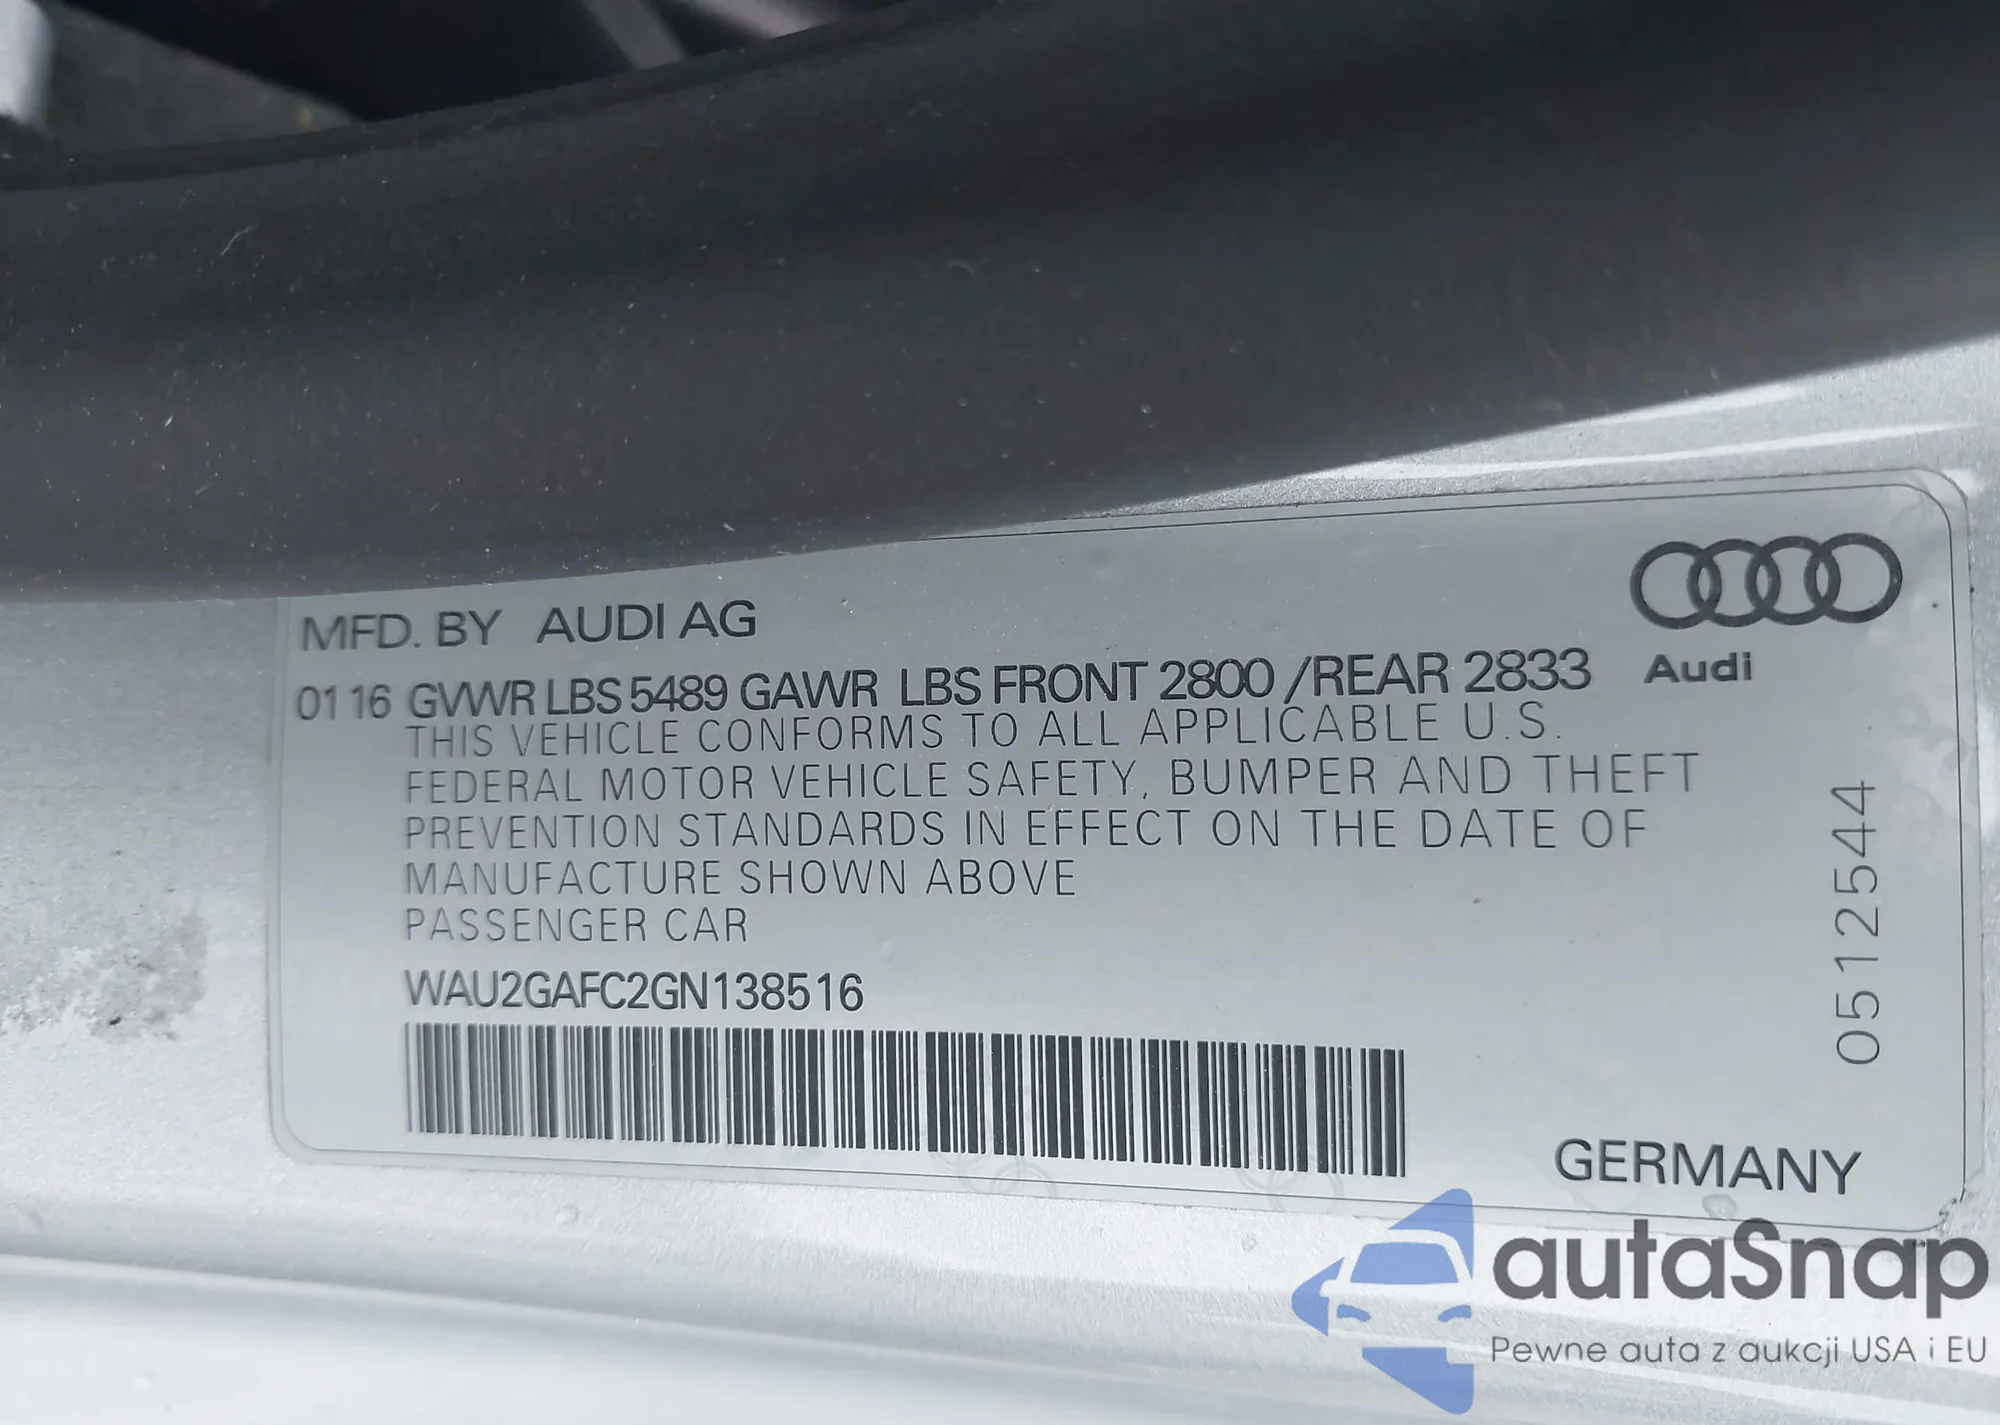 MFD. BY AUDI AG
01 16 GVWR LBS 5489 GAWR LBS FRONT 2800 /REAR 2833
Audi
THIS VEHICLE CONFORMS TO ALL APPLICABLE U.S.
FEDERAL MOTOR VEHICLE SAFETY, BUMPER AND THEFT
PREVENTION STANDARDS IN EFFECT ON THE DATE OF
MANUFACTURE SHOWN ABOVE
PASSENGER CAR
WAU2GAFC2GN138516
0512544
GERMANY
autaSnap
Pewne auta z aukcji USA i EU